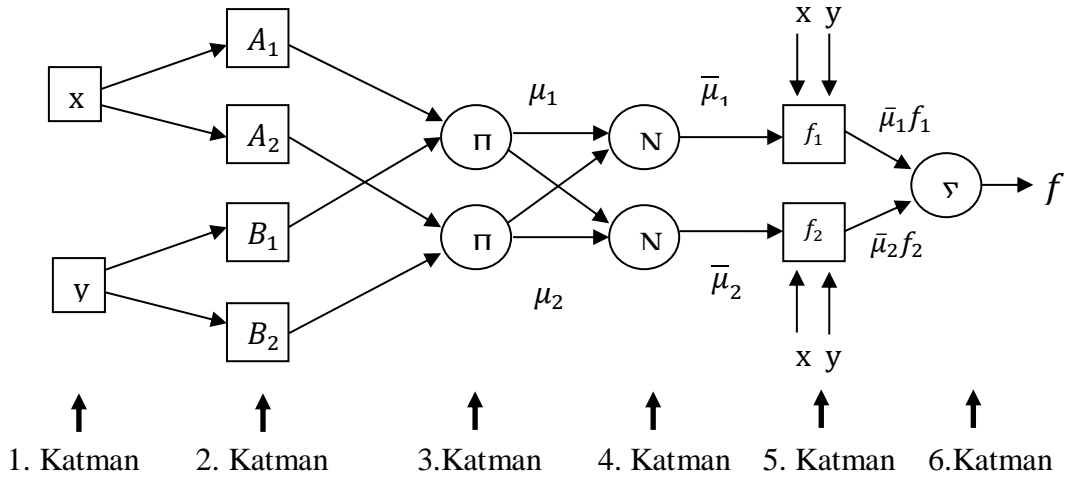 x y
A₁
x
A₂
μ₁
μ̅₁
f₁
μ̅₁f₁
Π
N
Σ
f
B₁
Π
N
f₂
μ̅₂f₂
y
B₂
μ₂
μ̅₂
x y
1. Katman
2. Katman
3.Katman
4. Katman
5. Katman
6.Katman